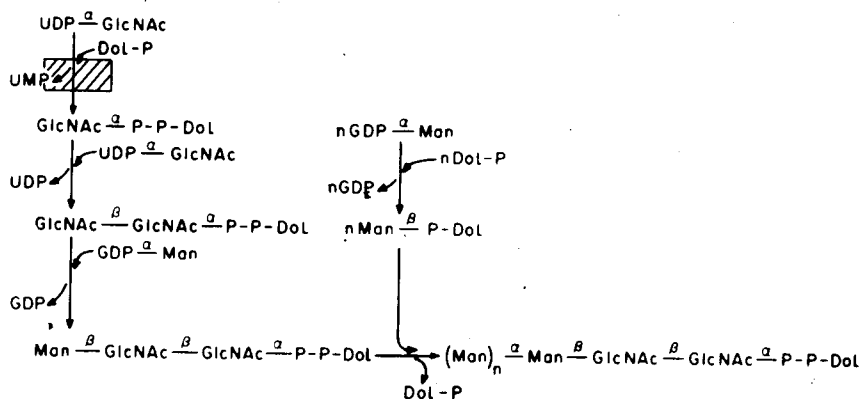 UDP α GlcNAc
Dol-P
UMP
GlcNAc α P-P-Dol
UDP α GlcNAc
UDP
GlcNAc β GlcNAc α P-P-Dol
GDP α Man
GDP
nGDP α Man
nDol-P
nGDP
nMan β P-Dol
Man β GlcNAc β GlcNAc α P-P-Dol
(Man)n α Man β GlcNAc β GlcNAc α P-P-Dol
Dol-P